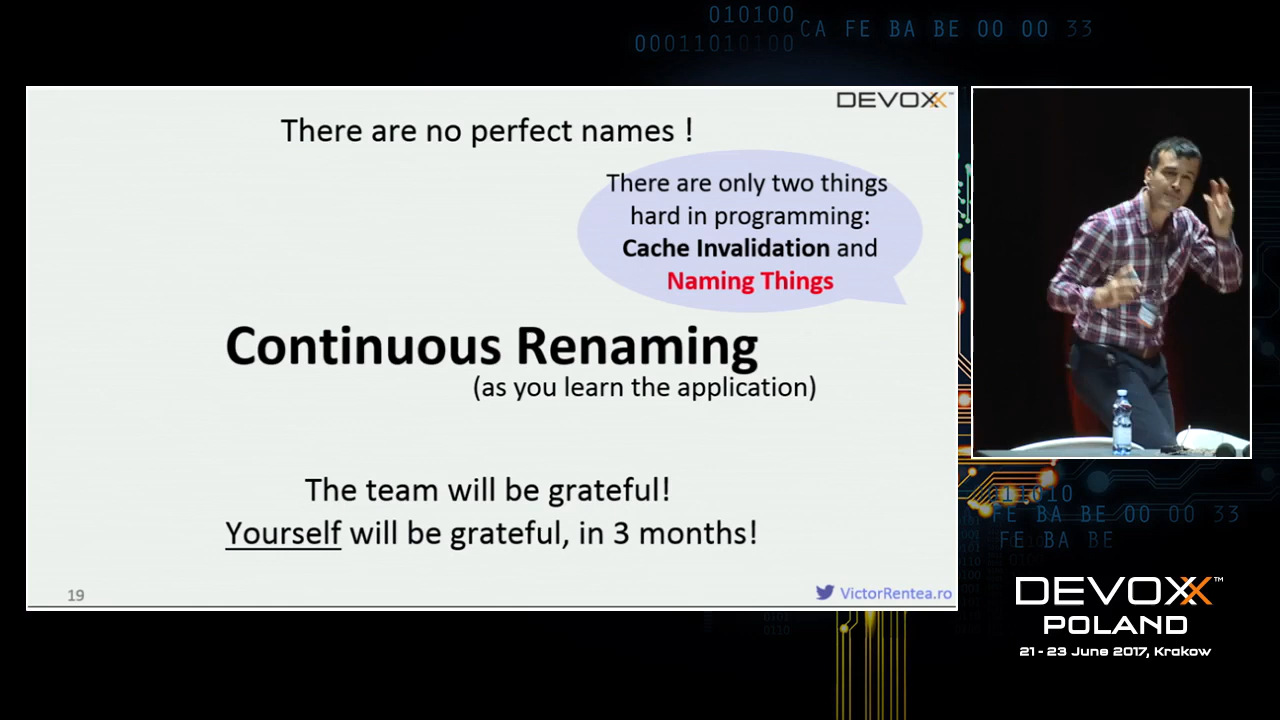 010100
CA FE BA BE 00 00 33
00011010100
DEVOXX™
There are no perfect names !
There are only two things
hard in programming:
Cache Invalidation and
Naming Things
Continuous Renaming
(as you learn the application)
The team will be grateful!
Yourself will be grateful, in 3 months!
19
VictorRentea.ro
FE BA BE 00 00 33
FE BA BE
DEVOXX™
POLAND
21 - 23 June 2017, Krakow